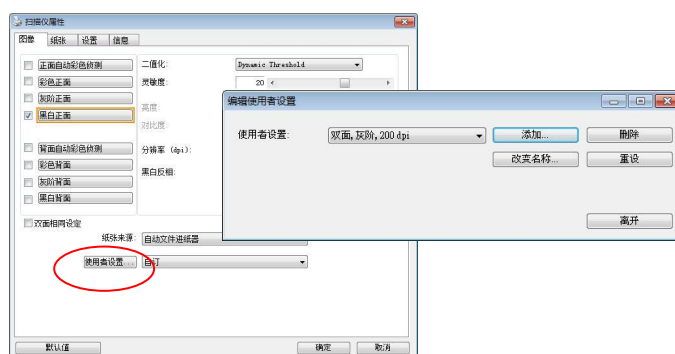 扫描仪属性
图像 纸张 设置 信息
正面自动彩色侦测
彩色正面
灰阶正面
黑白正面
背面自动彩色侦测
彩色背面
灰阶背面
黑白背面
二值化: Dynamic Threshold
灵敏度: 20
亮度:
对比度:
分辨率 (dpi):
黑白反相:
双面相同设定
纸张来源: 自动文件进纸器
使用者设置... 自订
默认值 确定 取消
编辑使用者设置
使用者设置: 双面, 灰阶, 200 dpi 添加... 删除
改变名称... 重设
离开